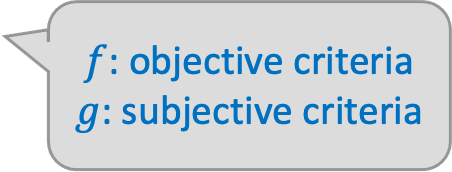 f: objective criteria
g: subjective criteria